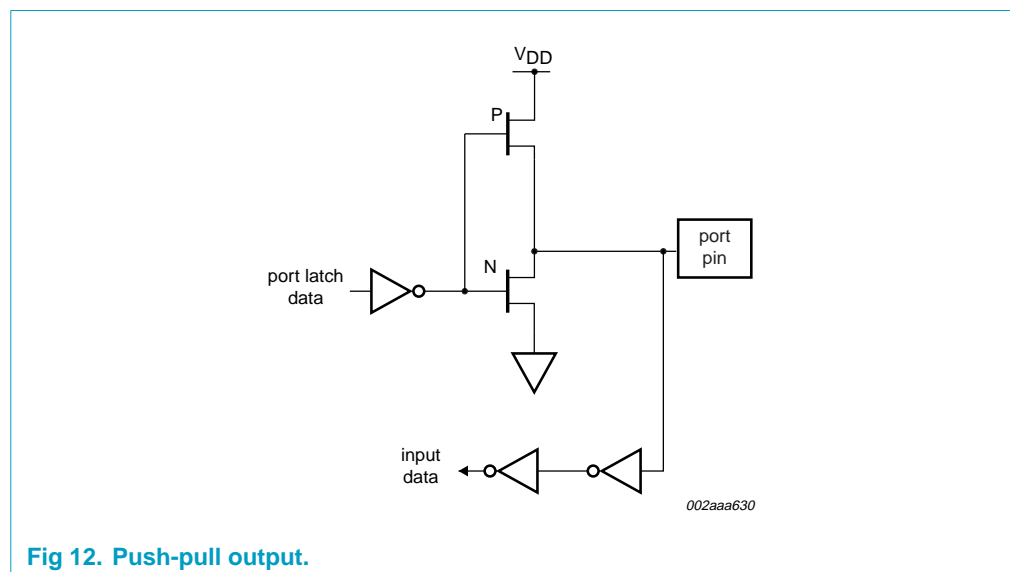 VDD
P
port
pin
N
port latch
data
input
data
002aaa630
Fig 12. Push-pull output.